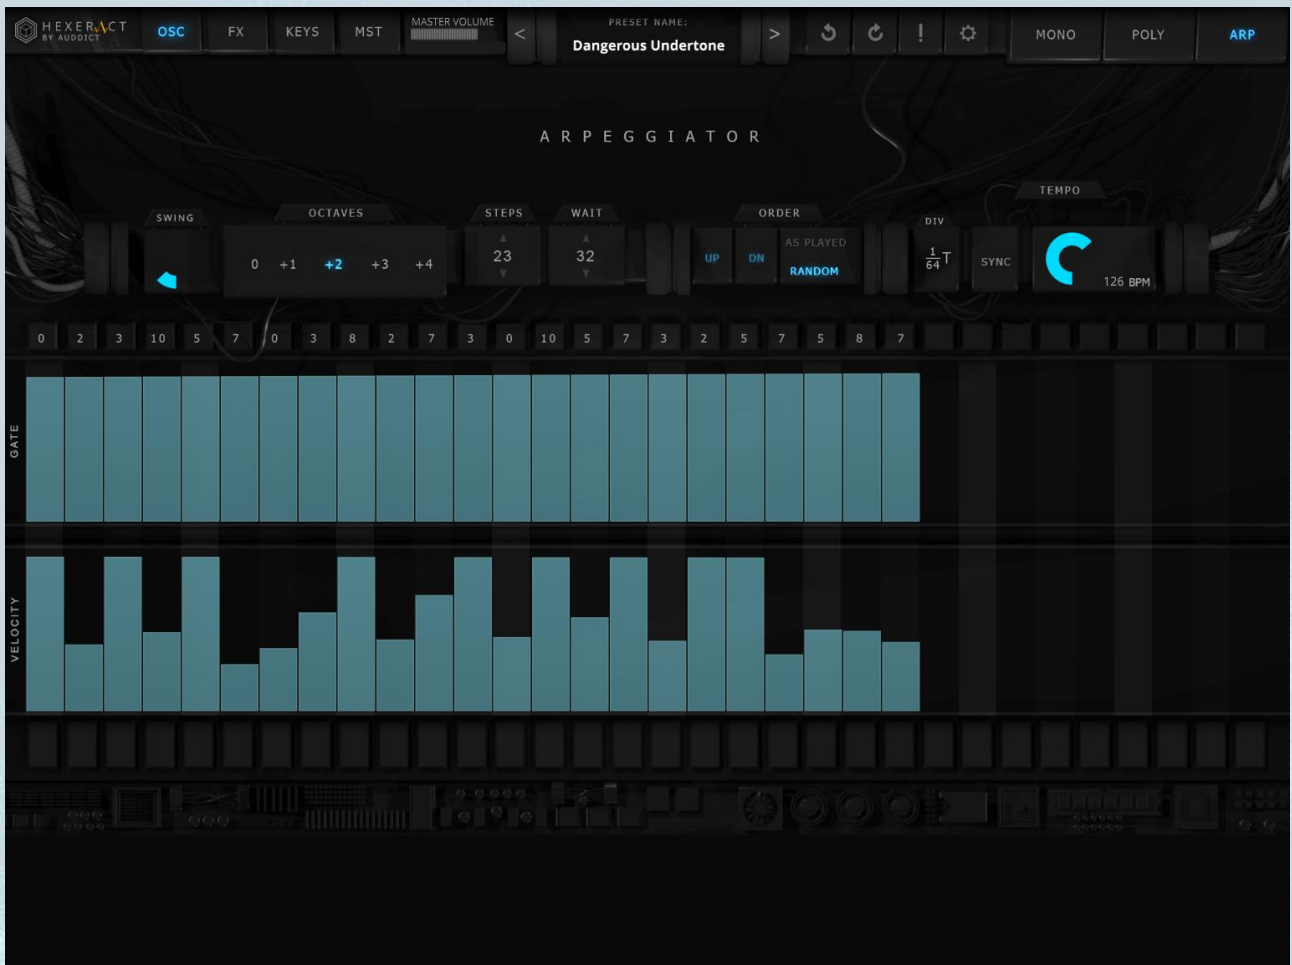 HEXERACT
BY AUDDICT
OSC
FX
KEYS
MST
MASTER VOLUME
<
PRESET NAME:
Dangerous Undertone
>
!
MONO
POLY
ARP
ARPEGGIATOR
SWING
OCTAVES
0 +1 +2 +3 +4
STEPS
23
WAIT
32
ORDER
UP
DN
AS PLAYED
RANDOM
DIV
1/64 T
SYNC
TEMPO
126 BPM
0 2 3 10 5 7 0 3 8 2 7 3 0 10 5 7 3 2 5 7 5 8 7
GATE
VELOCITY